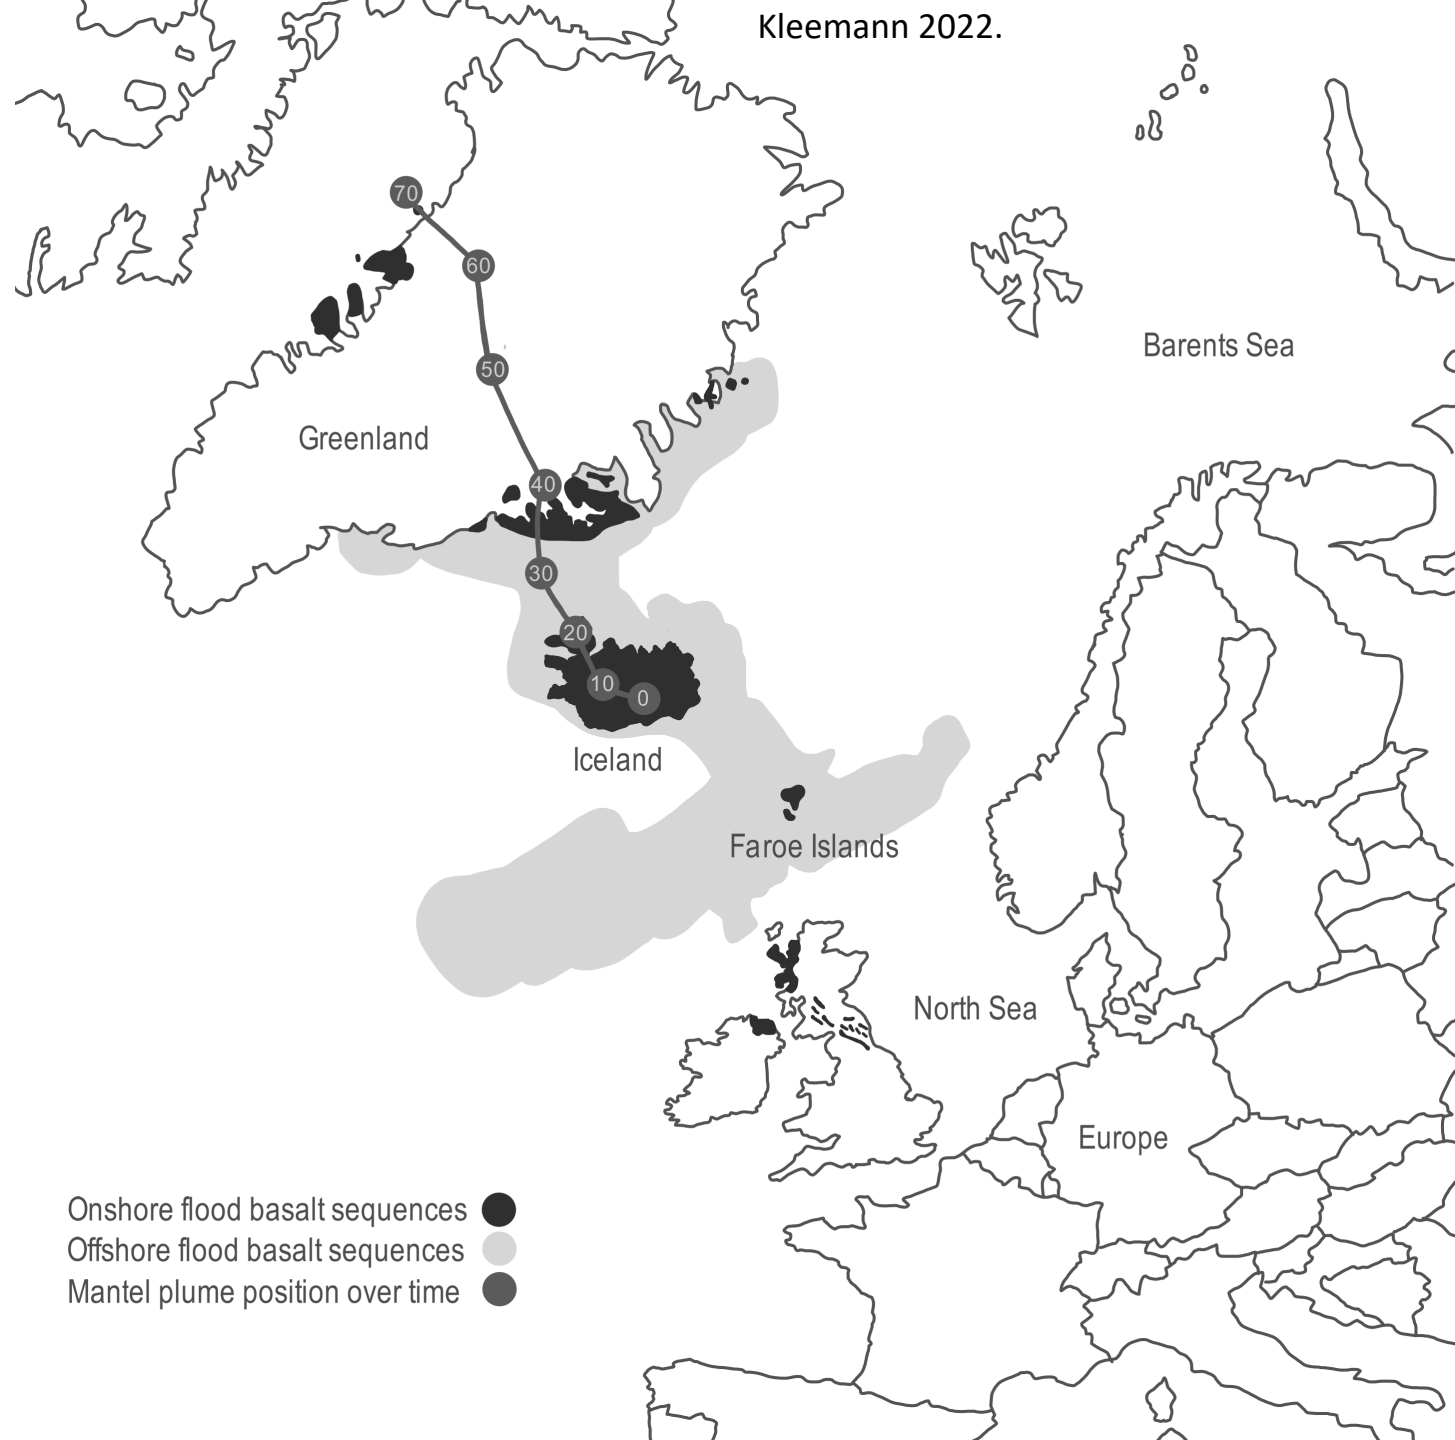 Kleemann 2022.
70
60
Barents Sea
50
Greenland
40
30
20
10
0
Iceland
Faroe Islands
North Sea
Europe
Onshore flood basalt sequences
Offshore flood basalt sequences
Mantel plume position over time